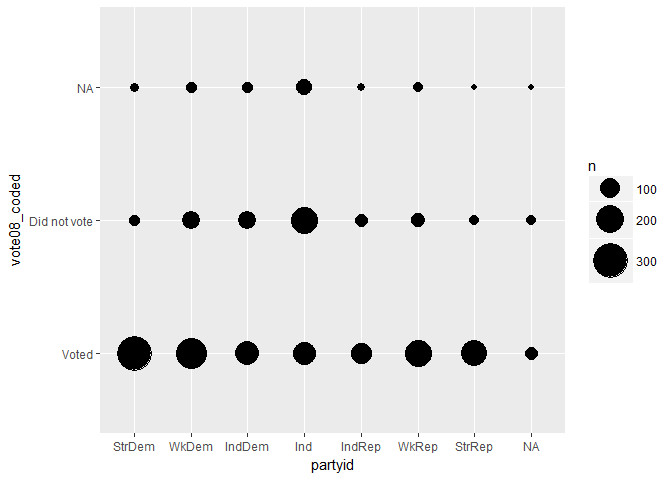 NA
Did not vote
Voted
vote08_coded
StrDem WkDem IndDem Ind IndRep WkRep StrRep NA
partyid
n
100
200
300